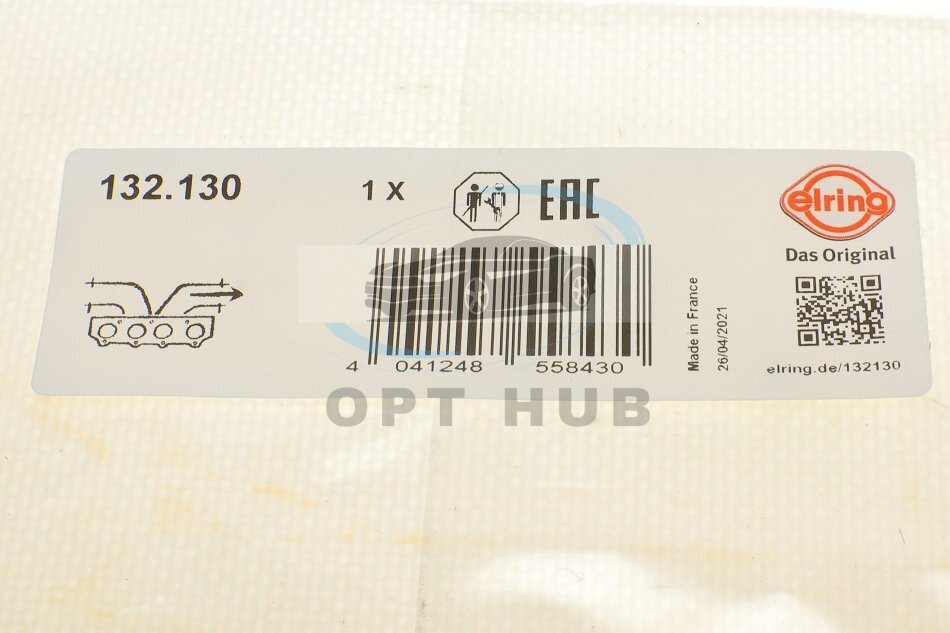 132.130
1 X
EAC
elring
Das Original
4 041248 558430
Made in France
26/04/2021
elring.de/132130
OPT HUB